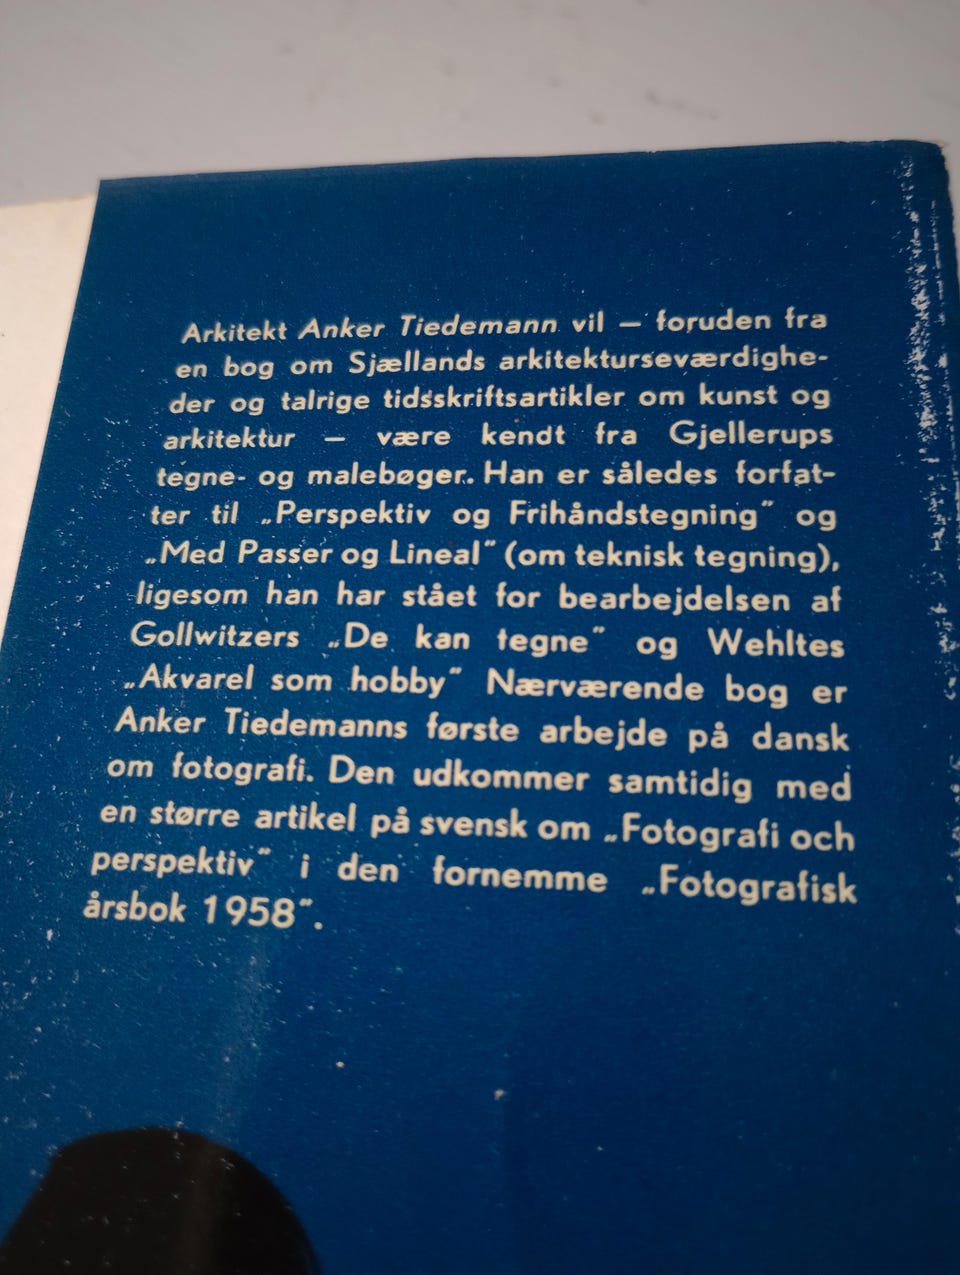 Arkitekt Anker Tiedemann vil – foruden fra
en bog om Sjællands arkitekturseværdighe-
der og talrige tidsskriftsartikler om kunst og
arkitektur – være kendt fra Gjellerups
tegne- og malebøger. Han er således forfat-
ter til „Perspektiv og Frihåndstegning" og
„Med Passer og Lineal" (om teknisk tegning),
ligesom han har stået for bearbejdelsen af
Gollwitzers „De kan tegne" og Wehltes
„Akvarel som hobby" Nærværende bog er
Anker Tiedemanns første arbejde på dansk
om fotografi. Den udkommer samtidig med
en større artikel på svensk om „Fotografi och
perspektiv" i den fornemme „Fotografisk
årsbok 1958".